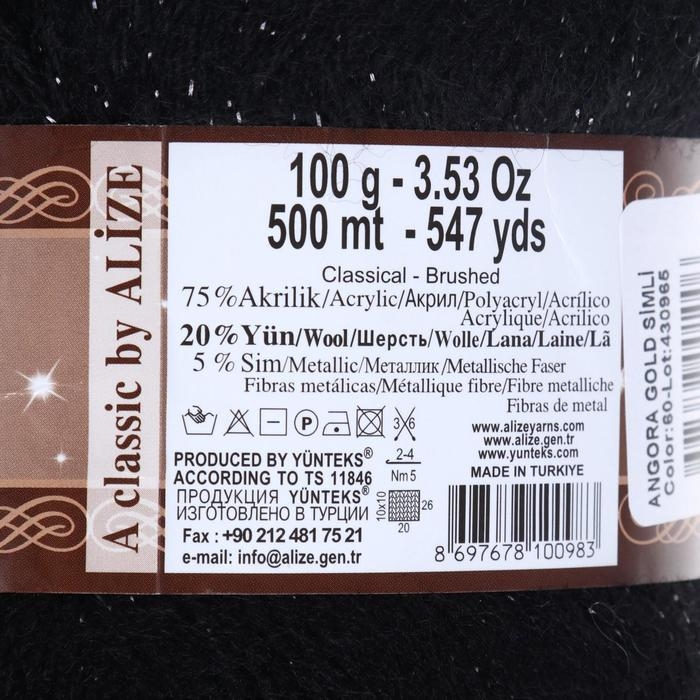 A classic by ALİZE
100 g - 3.53 Oz
500 mt - 547 yds
Classical - Brushed
75%Akrilik/Acrylic/Акрил/Polyacryl/Acrílico
Acrylique/Acrilico
20%Yün/Wool/Шерсть/Wolle/Lana/Laine/Lã
5 % Sim/Metallic/Металлик/Metallische Faser
Fibras metálicas/Métallique fibre/Fibre metalliche
Fibras de metal
P
3 6
www.alizeyarns.com
www.alize.gen.tr
www.yunteks.com
MADE IN TURKIYE
PRODUCED BY YÜNTEKS®
ACCORDING TO TS 11846
ПРОДУКЦИЯ YÜNTEKS®
ИЗГОТОВЛЕНО В ТУРЦИИ
Fax : +90 212 481 75 21
e-mail: info@alize.gen.tr
2-4
Nm 5
10x10
26
20
8 697678 100983
ANGORA GOLD SİMLİ
Color:60-Lot:430965